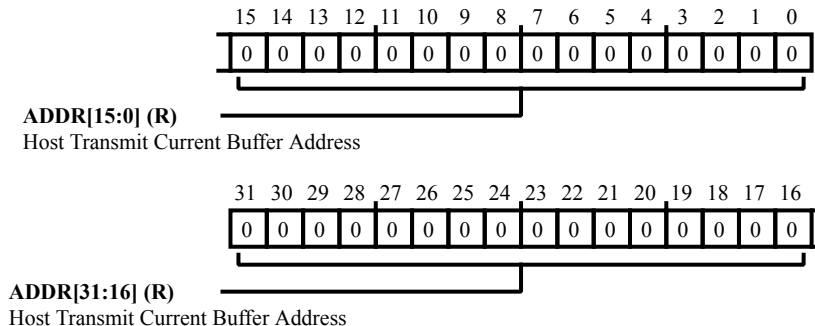 15 14 13 12 11 10 9 8 7 6 5 4 3 2 1 0
0 0 0 0 0 0 0 0 0 0 0 0 0 0 0 0
ADDR[15:0] (R)
Host Transmit Current Buffer Address
31 30 29 28 27 26 25 24 23 22 21 20 19 18 17 16
0 0 0 0 0 0 0 0 0 0 0 0 0 0 0 0
ADDR[31:16] (R)
Host Transmit Current Buffer Address